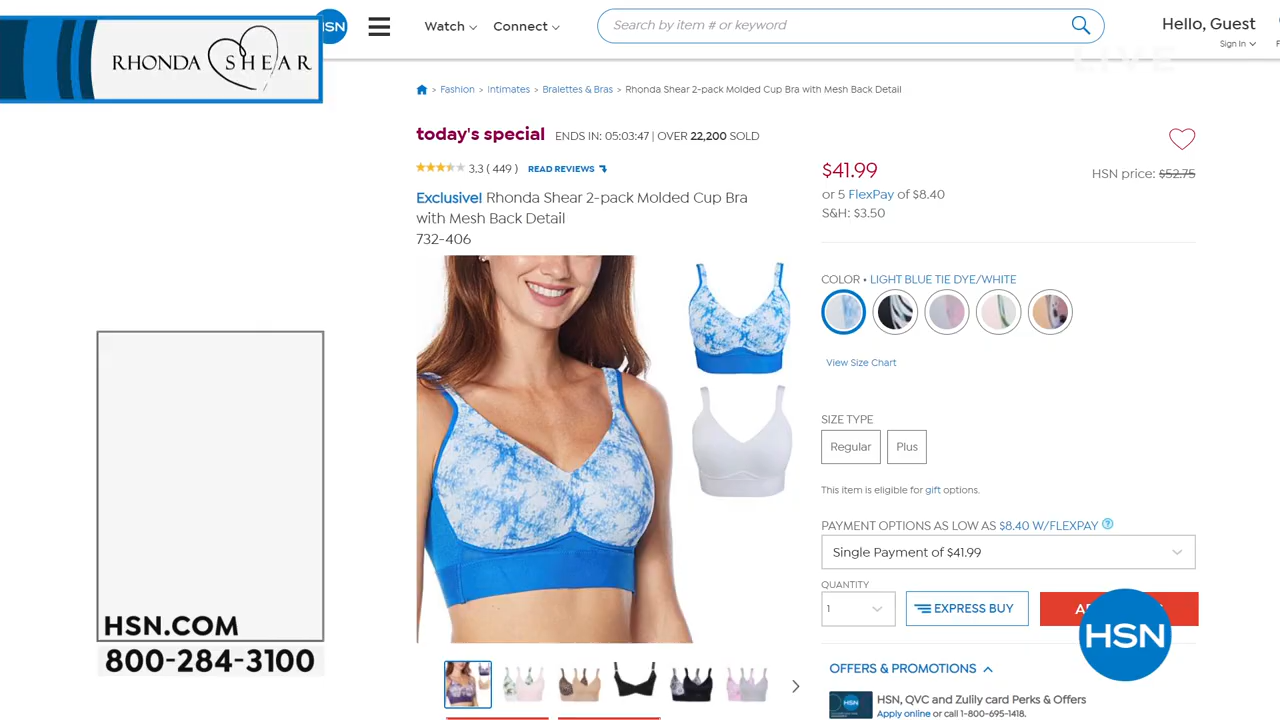 RHONDA SHEAR
HSN
Watch
Connect
Search by item # or keyword
Hello, Guest
Sign In
LIVE
> Fashion > Intimates > Bralettes & Bras > Rhonda Shear 2-pack Molded Cup Bra with Mesh Back Detail
today's special ENDS IN: 05:03:47 | OVER 22,200 SOLD
3.3 ( 449 ) READ REVIEWS
Exclusive! Rhonda Shear 2-pack Molded Cup Bra
with Mesh Back Detail
732-406
$41.99
HSN price: $52.75
or 5 FlexPay of $8.40
S&H: $3.50
COLOR • LIGHT BLUE TIE DYE/WHITE
View Size Chart
SIZE TYPE
Regular
Plus
This item is eligible for gift options.
PAYMENT OPTIONS AS LOW AS $8.40 W/FLEXPAY ?
Single Payment of $41.99
QUANTITY
1
EXPRESS BUY
HSN
OFFERS & PROMOTIONS
HSN, QVC and Zulily card Perks & Offers
Apply online or call 1-800-695-1418.
HSN.COM
800-284-3100